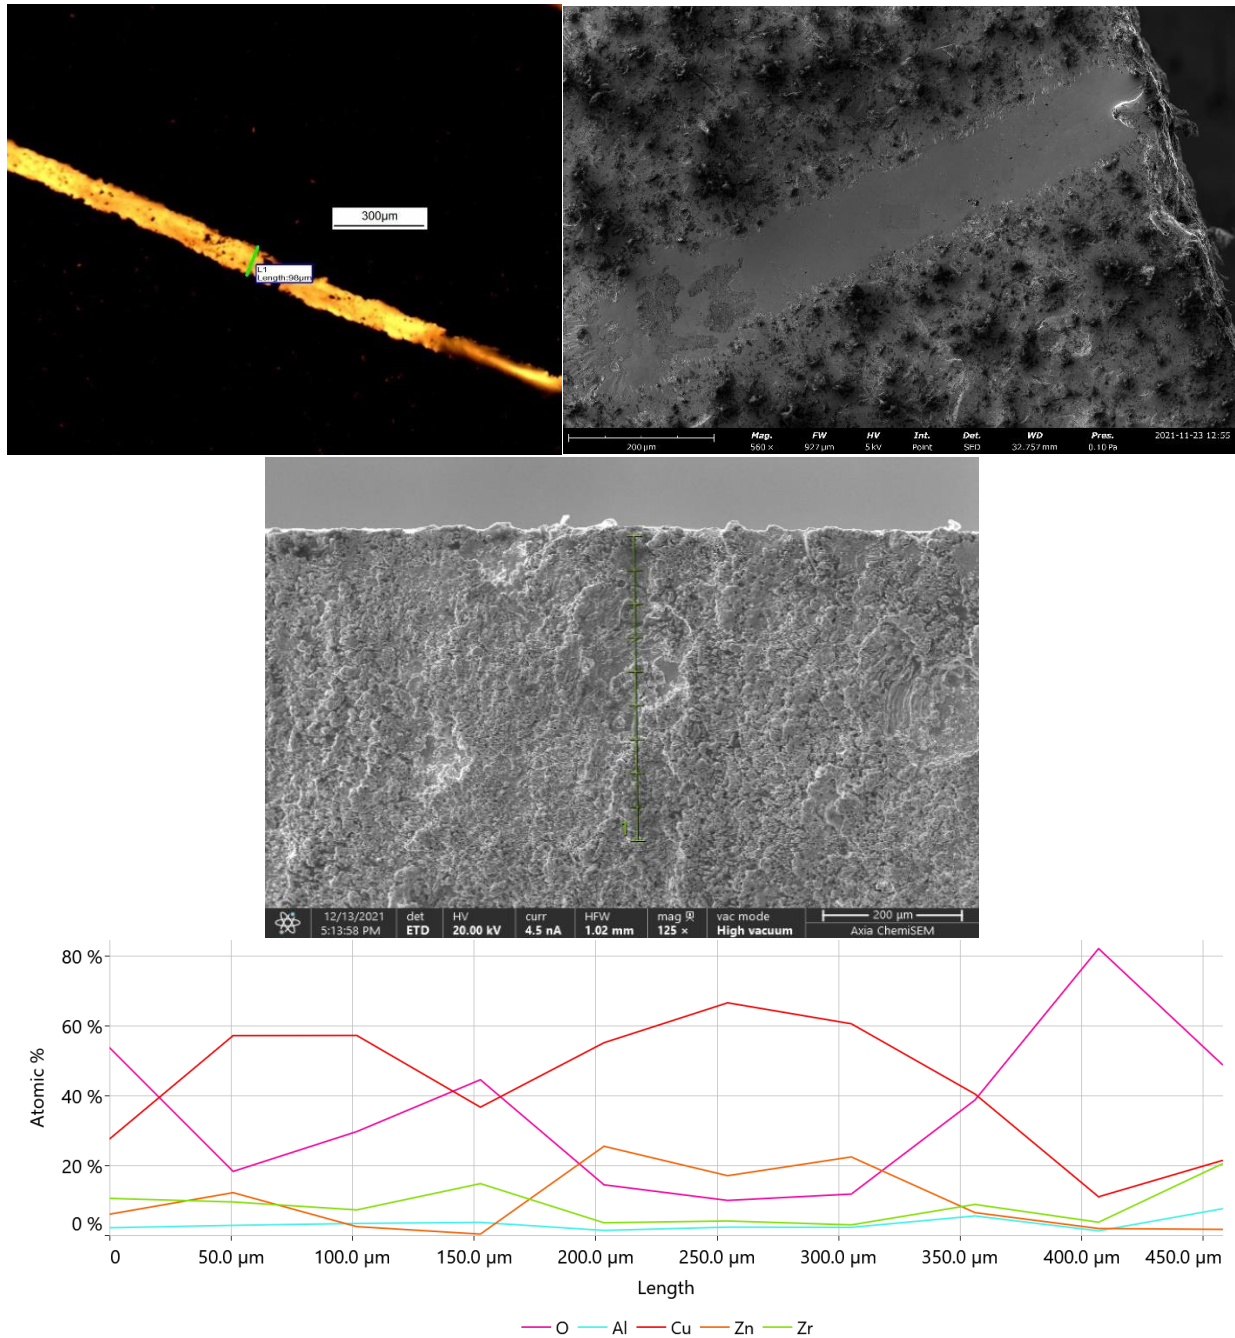 300µm
L1
Length:98µm
200 µm
Mag. FW HV Int. Det. WD Pres. 2021-11-23 12:55
560 × 927 µm 5 kV Point SED 32.757 mm 0.10 Pa
1
12/13/2021 det HV curr HFW mag vac mode 200 µm
5:13:58 PM ETD 20.00 kV 4.5 nA 1.02 mm 125 × High vacuum Axia ChemiSEM
80 %
60 %
40 %
20 %
0 %
Atomic %
0 50.0 µm 100.0 µm 150.0 µm 200.0 µm 250.0 µm 300.0 µm 350.0 µm 400.0 µm 450.0 µm
Length
O Al Cu Zn Zr